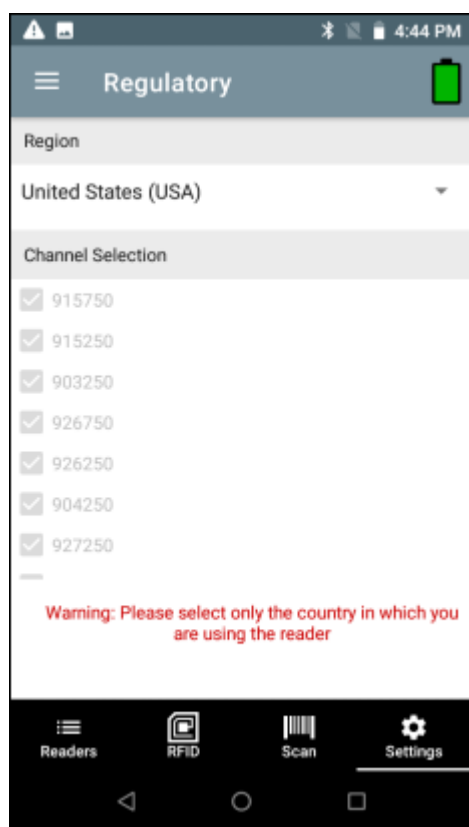 4:44 PM
Regulatory
Region
United States (USA)
Channel Selection
915750
915250
903250
926750
926250
904250
927250
Warning: Please select only the country in which you
are using the reader
Readers RFID Scan Settings